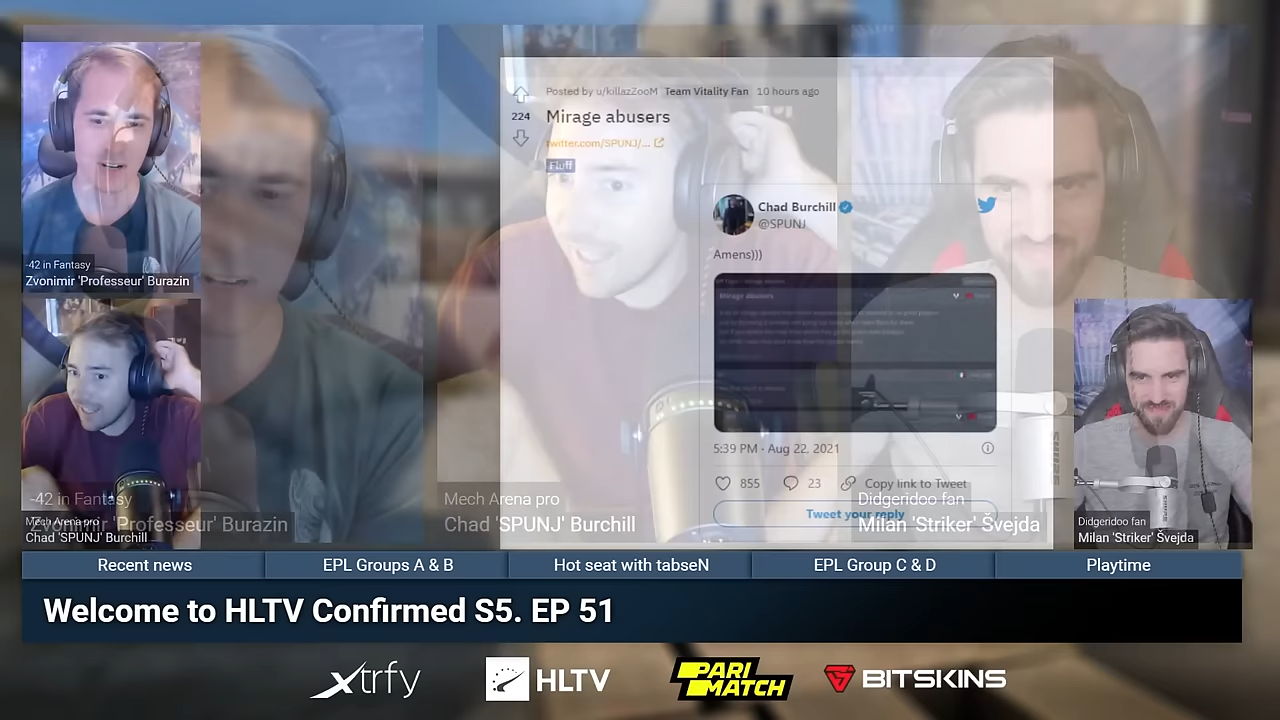 Posted by u/killazZooM Team Vitality Fan 10 hours ago
224
Mirage abusers
twitter.com/SPUNJ/...
Fluff
Chad Burchill
@SPUNJ
Amens)))
Mirage abusers
5:39 PM · Aug 22, 2021
855 23 Copy link to Tweet
Tweet your reply
-42 in Fantasy
Zvonimir 'Professeur' Burazin
Mech Arena pro
Chad 'SPUNJ' Burchill
-42 in Fantasy
Zvonimir 'Professeur' Burazin
Mech Arena pro
Chad 'SPUNJ' Burchill
Didgeridoo fan
Milan 'Striker' Švejda
Didgeridoo fan
Milan 'Striker' Švejda
SHURE
Recent news
EPL Groups A & B
Hot seat with tabseN
EPL Group C & D
Playtime
Welcome to HLTV Confirmed S5. EP 51
xtrfy
HLTV
PARI MATCH
BITSKINS